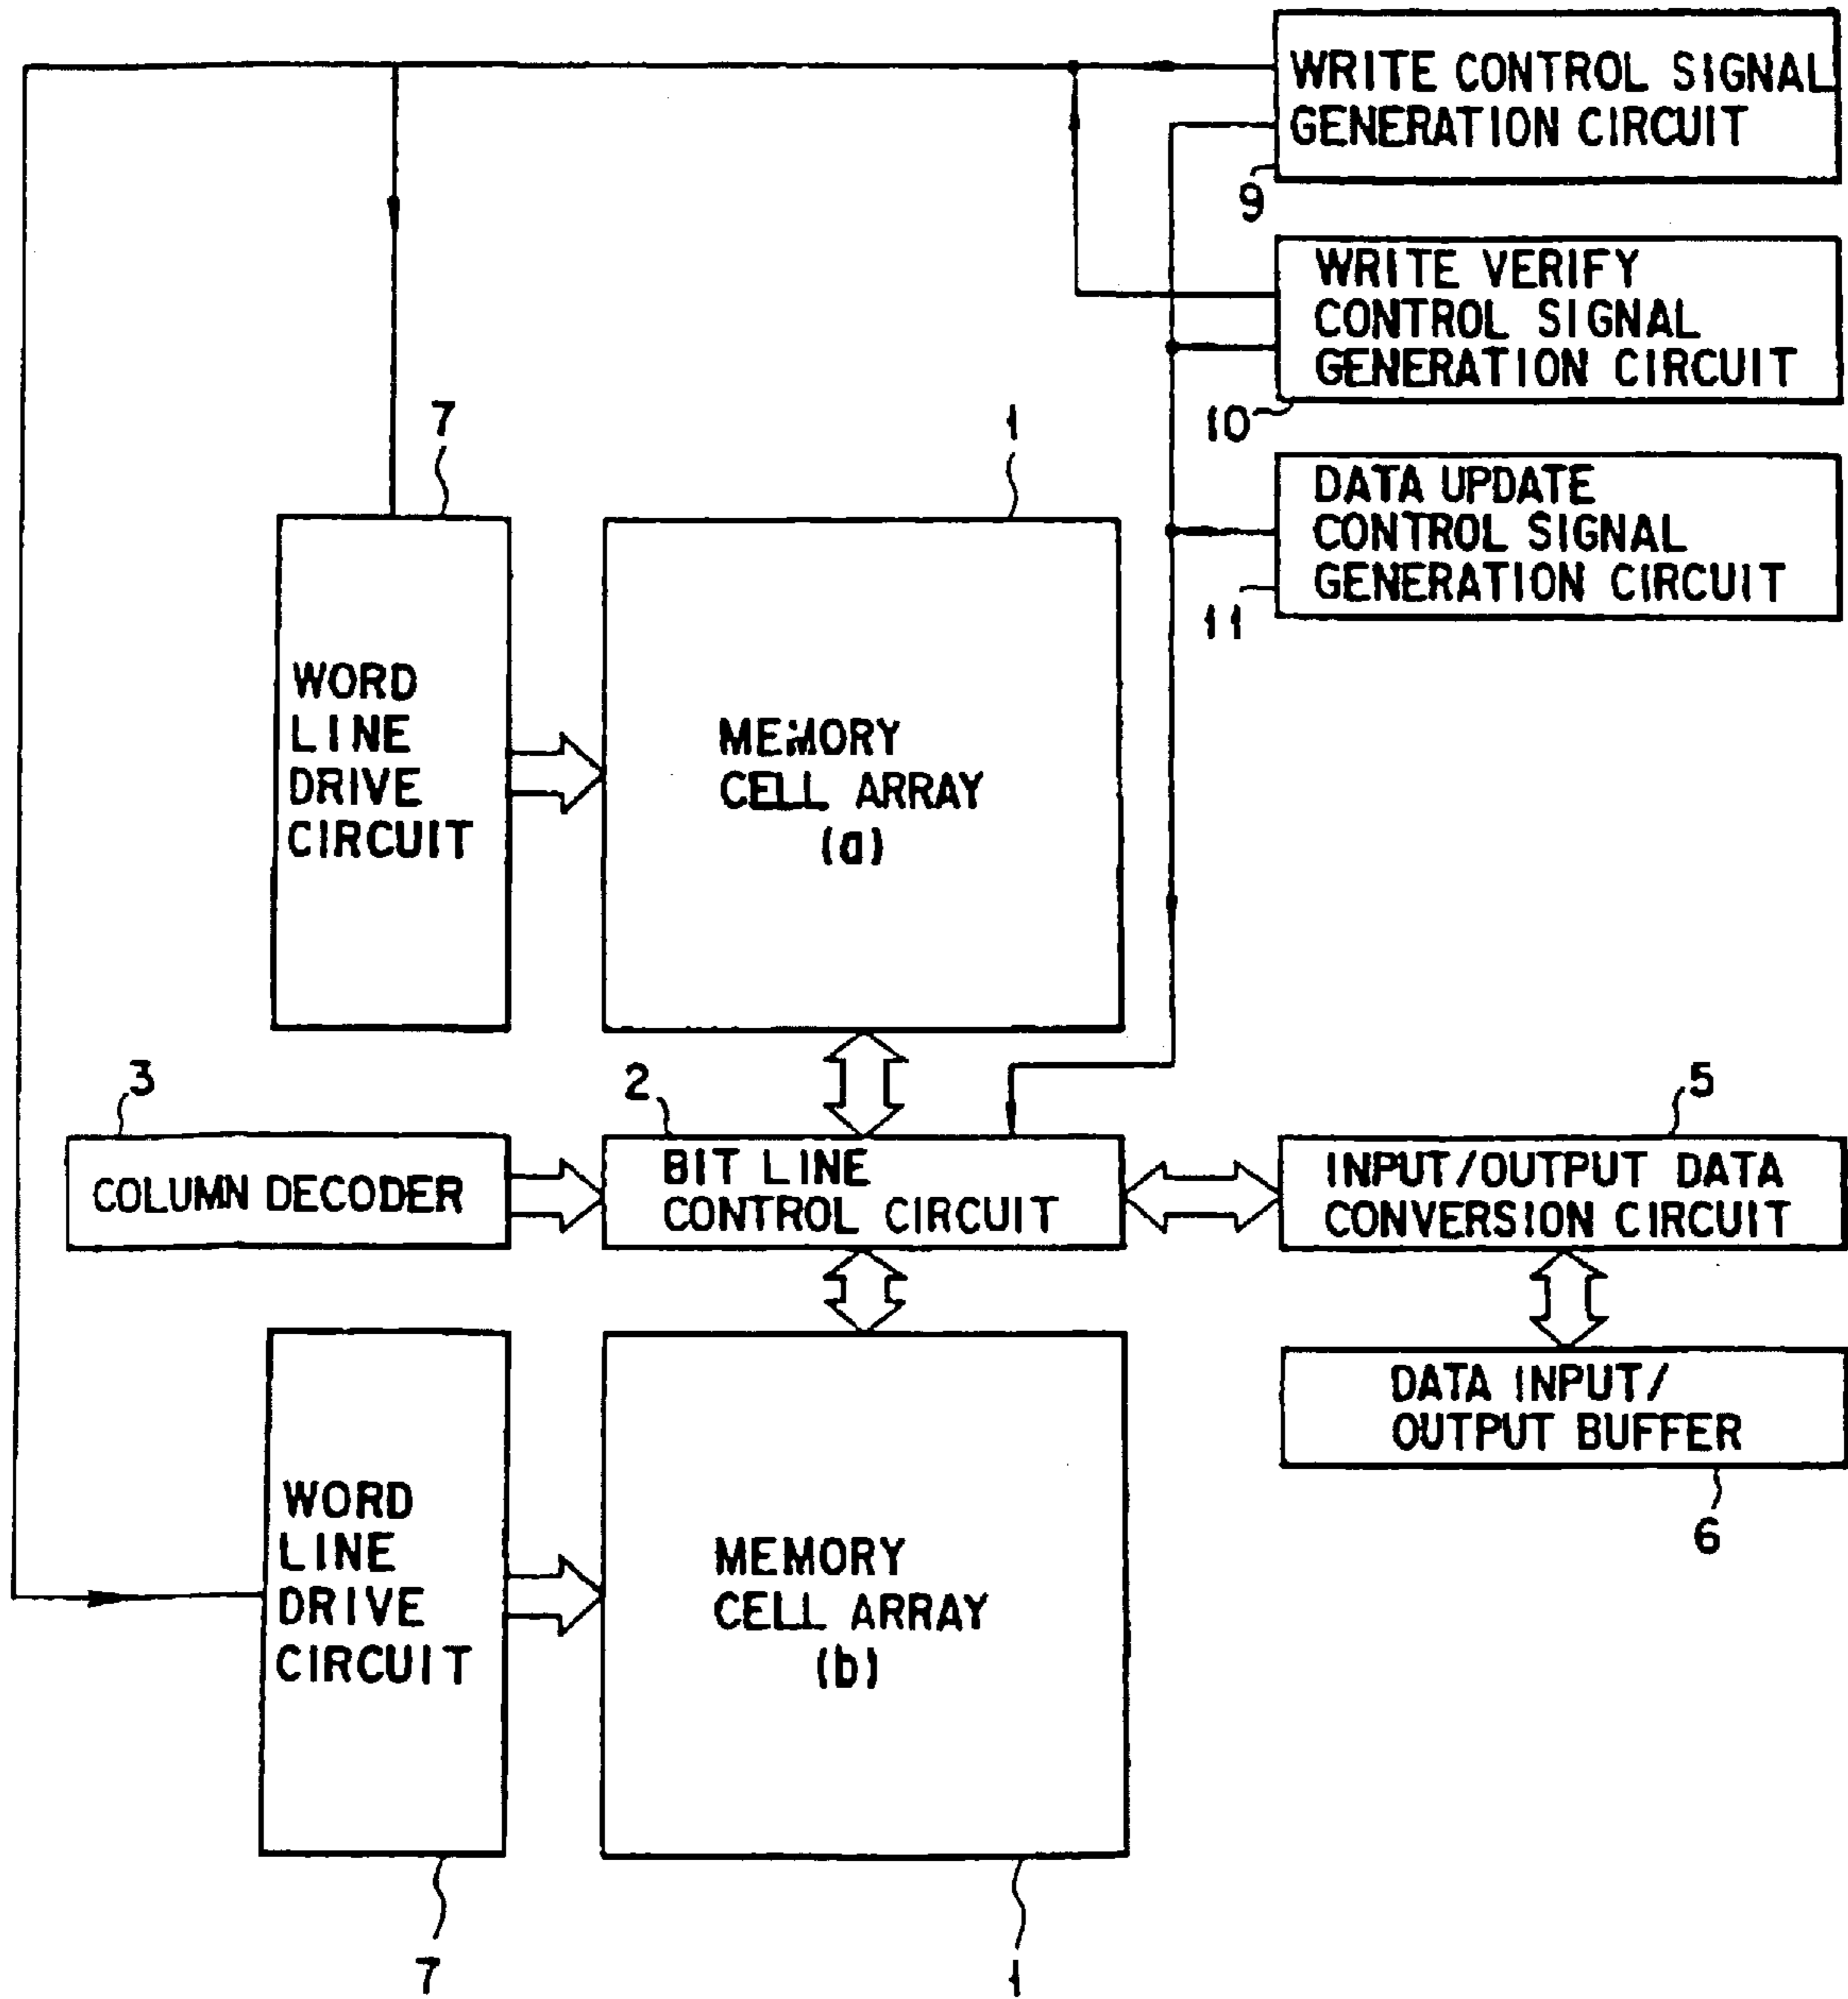 WRITE CONTROL SIGNAL
GENERATION CIRCUIT
9
WRITE VERIFY
CONTROL SIGNAL
GENERATION CIRCUIT
10
DATA UPDATE
CONTROL SIGNAL
GENERATION CIRCUIT
11
7
1
WORD
LINE
DRIVE
CIRCUIT
MEMORY
CELL ARRAY
(a)
3
2
5
COLUMN DECODER
BIT LINE
CONTROL CIRCUIT
INPUT/OUTPUT DATA
CONVERSION CIRCUIT
DATA INPUT/
OUTPUT BUFFER
6
WORD
LINE
DRIVE
CIRCUIT
MEMORY
CELL ARRAY
(b)
7
1